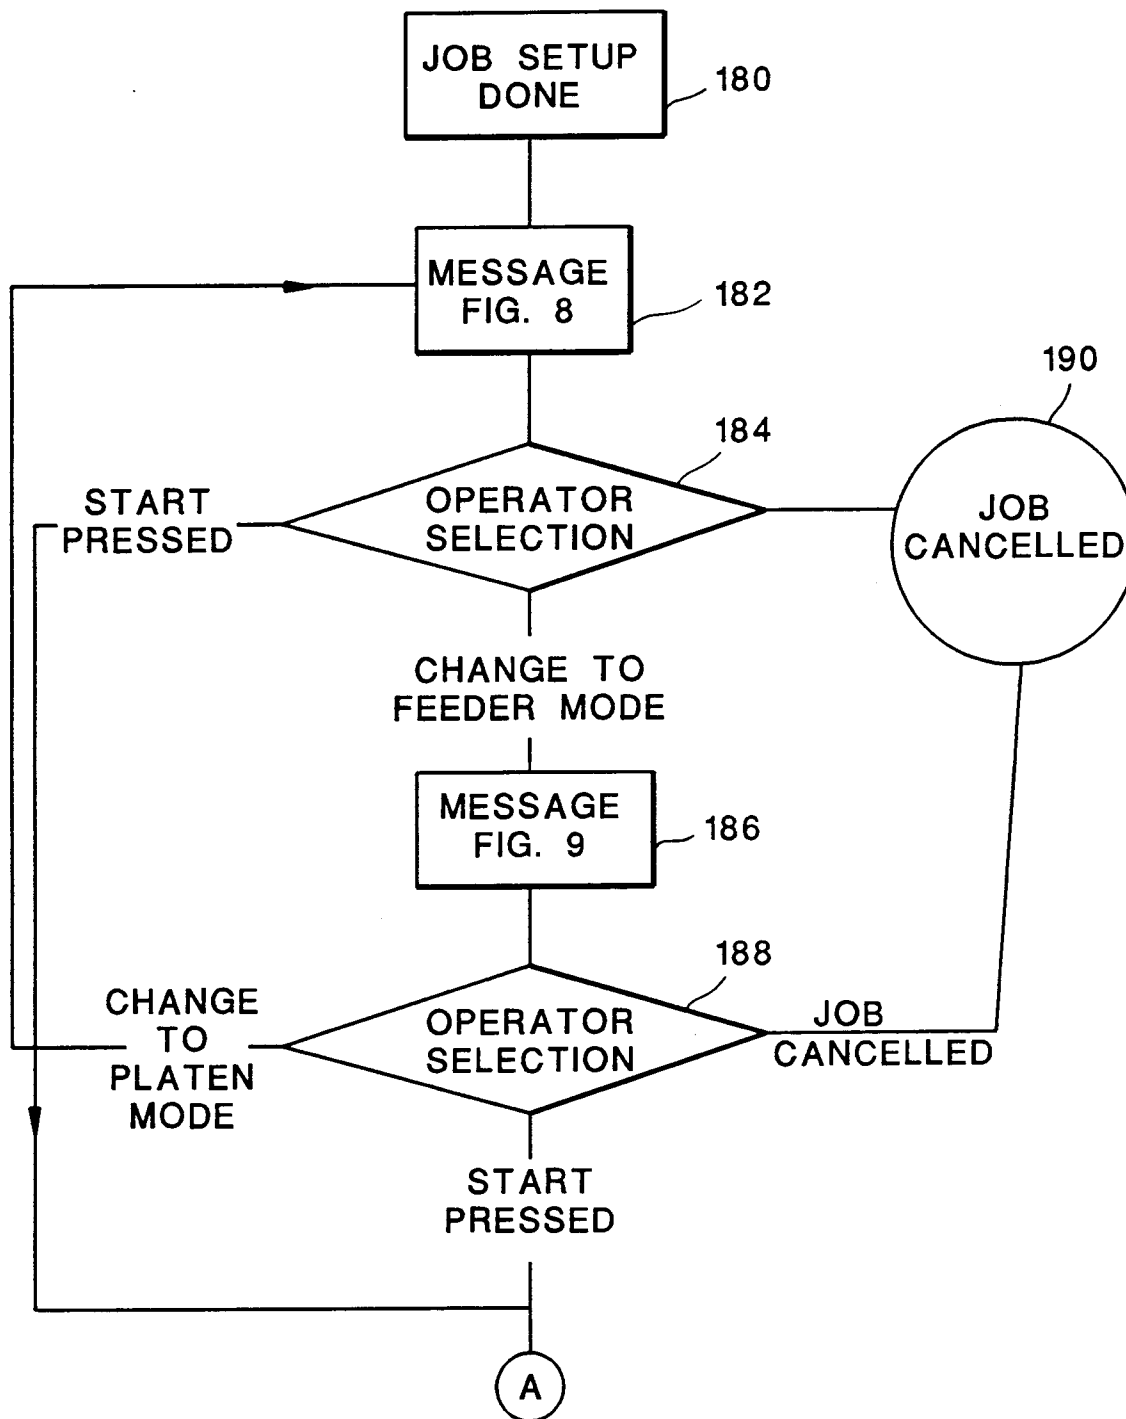 JOB SETUP
DONE
180
MESSAGE
FIG. 8
182
190
184
START
PRESSED
OPERATOR
SELECTION
JOB
CANCELLED
CHANGE TO
FEEDER MODE
MESSAGE
FIG. 9
186
188
CHANGE
TO
PLATEN
MODE
OPERATOR
SELECTION
JOB
CANCELLED
START
PRESSED
A